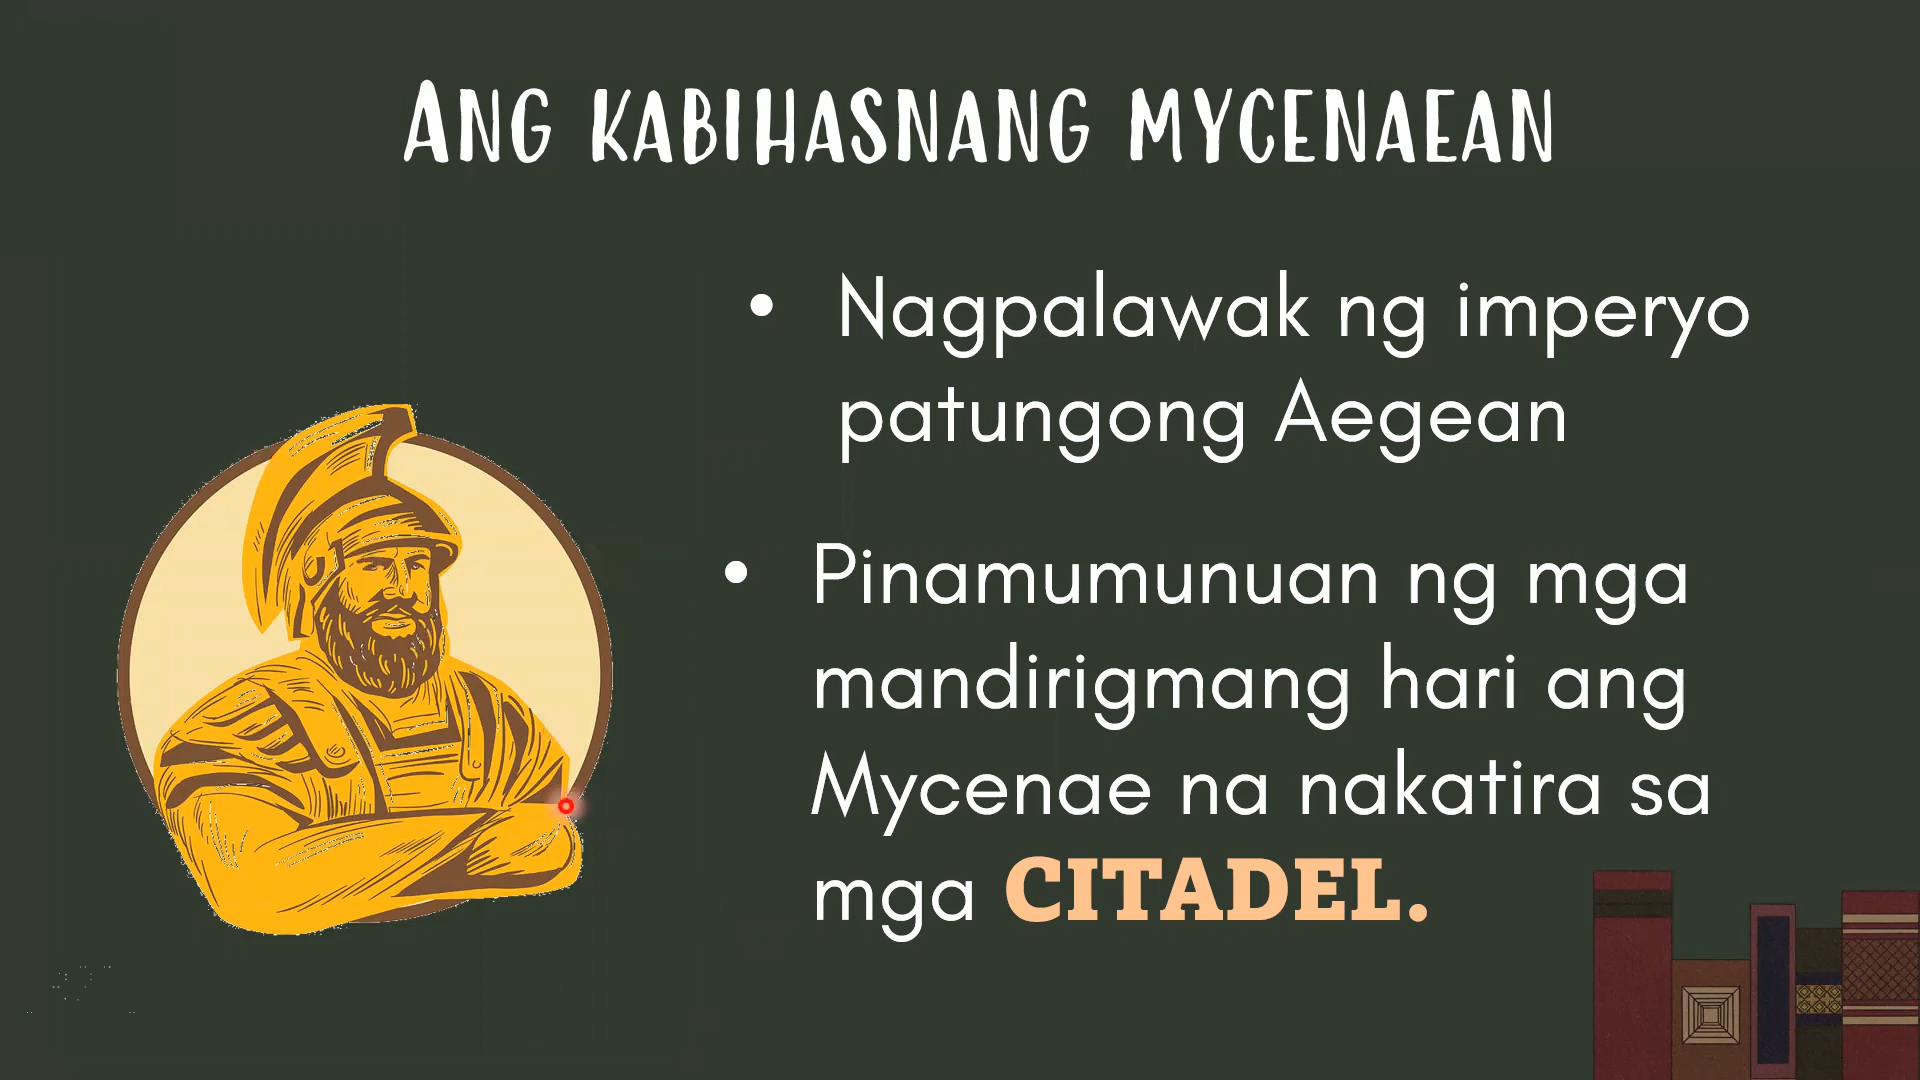 ANG KABIHASNANG MYCENAEAN
• Nagpalawak ng imperyo
patungong Aegean
• Pinamumunuan ng mga
mandirigmang hari ang
Mycenae na nakatira sa
mga CITADEL.